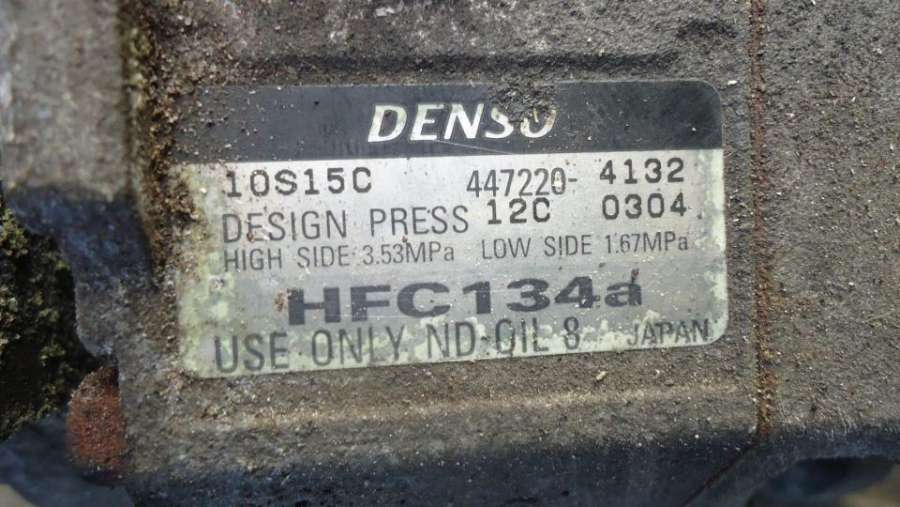 DENSO
10S15C 447220-4132
DESIGN PRESS 12C 0304
HIGH SIDE 3.53MPa LOW SIDE 1.67MPa
HFC134a
USE ONLY ND-OIL 8 JAPAN